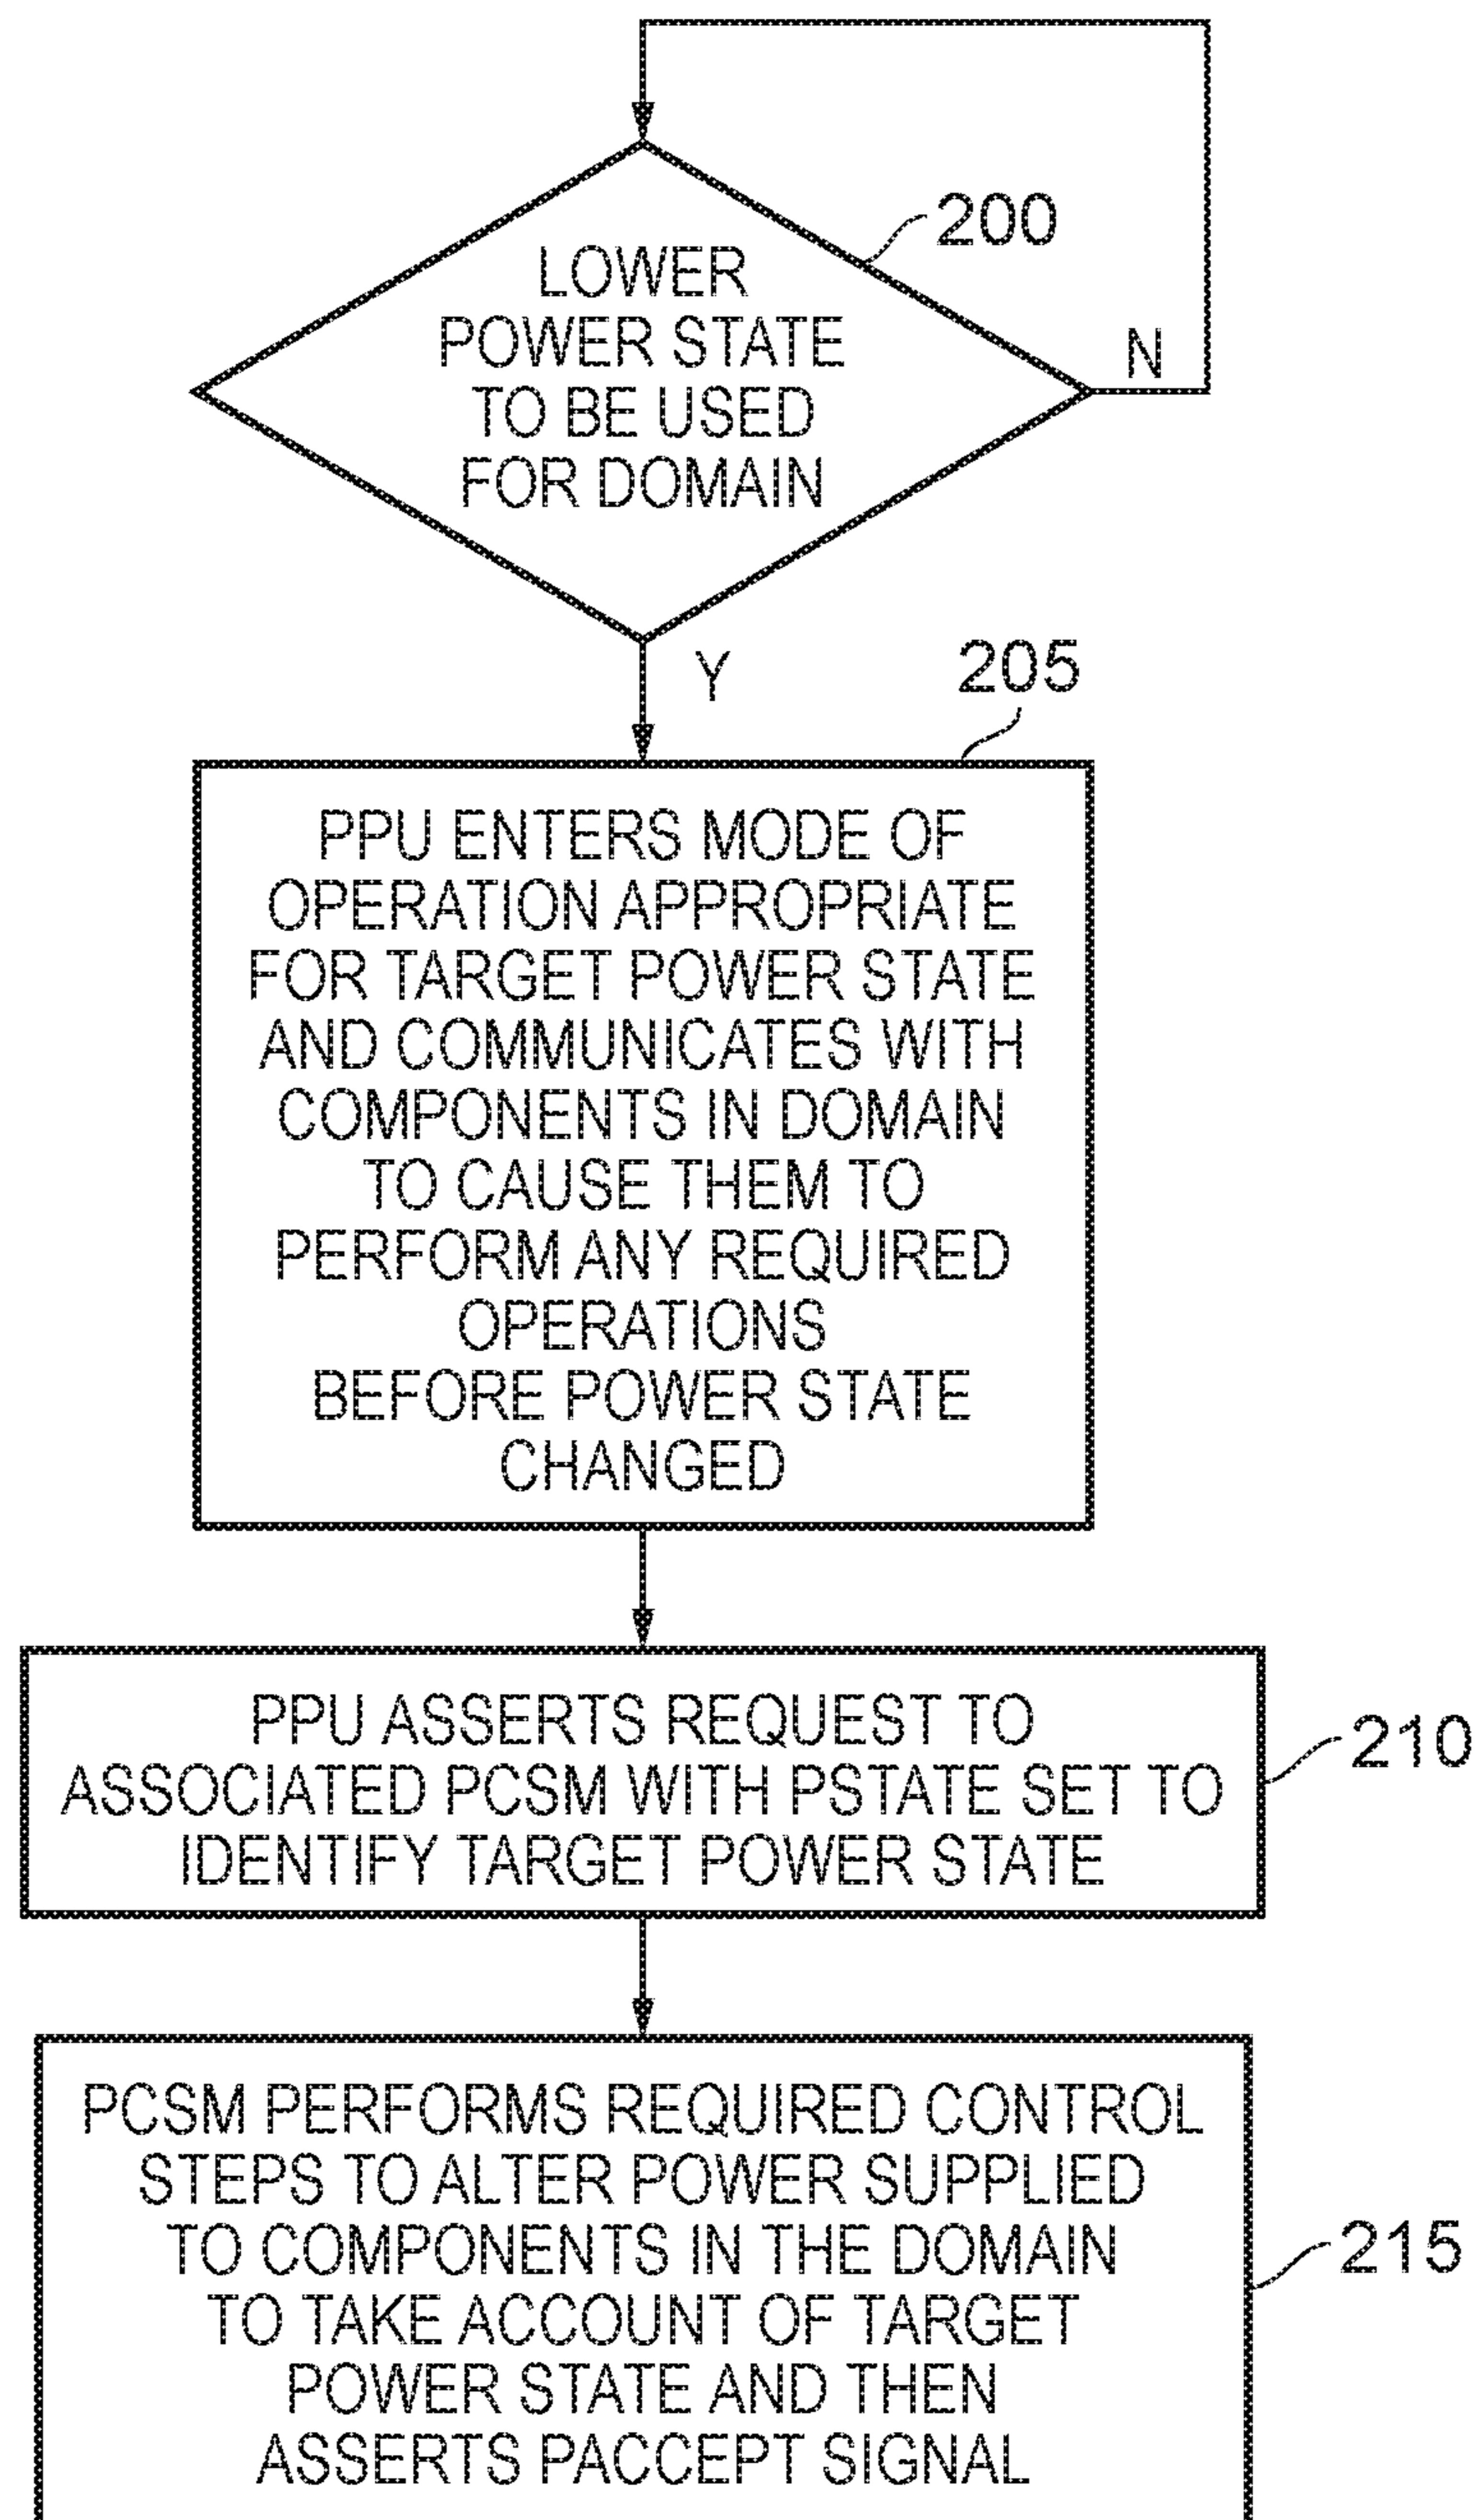 200
LOWER
POWER STATE
TO BE USED
FOR DOMAIN
N
Y
205
PPU ENTERS MODE OF
OPERATION APPROPRIATE
FOR TARGET POWER STATE
AND COMMUNICATES WITH
COMPONENTS IN DOMAIN
TO CAUSE THEM TO
PERFORM ANY REQUIRED
OPERATIONS
BEFORE POWER STATE
CHANGED
PPU ASSERTS REQUEST TO
ASSOCIATED PCSM WITH PSTATE SET TO
IDENTIFY TARGET POWER STATE
210
PCSM PERFORMS REQUIRED CONTROL
STEPS TO ALTER POWER SUPPLIED
TO COMPONENTS IN THE DOMAIN
TO TAKE ACCOUNT OF TARGET
POWER STATE AND THEN
ASSERTS PACCEPT SIGNAL
215